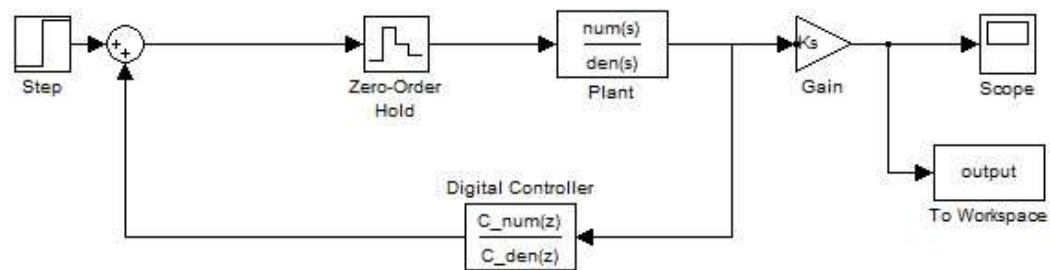 Step
+
+
Zero-Order
Hold
num(s)
den(s)
Plant
Ks
Gain
Scope
output
To Workspace
Digital Controller
C_num(z)
C_den(z)